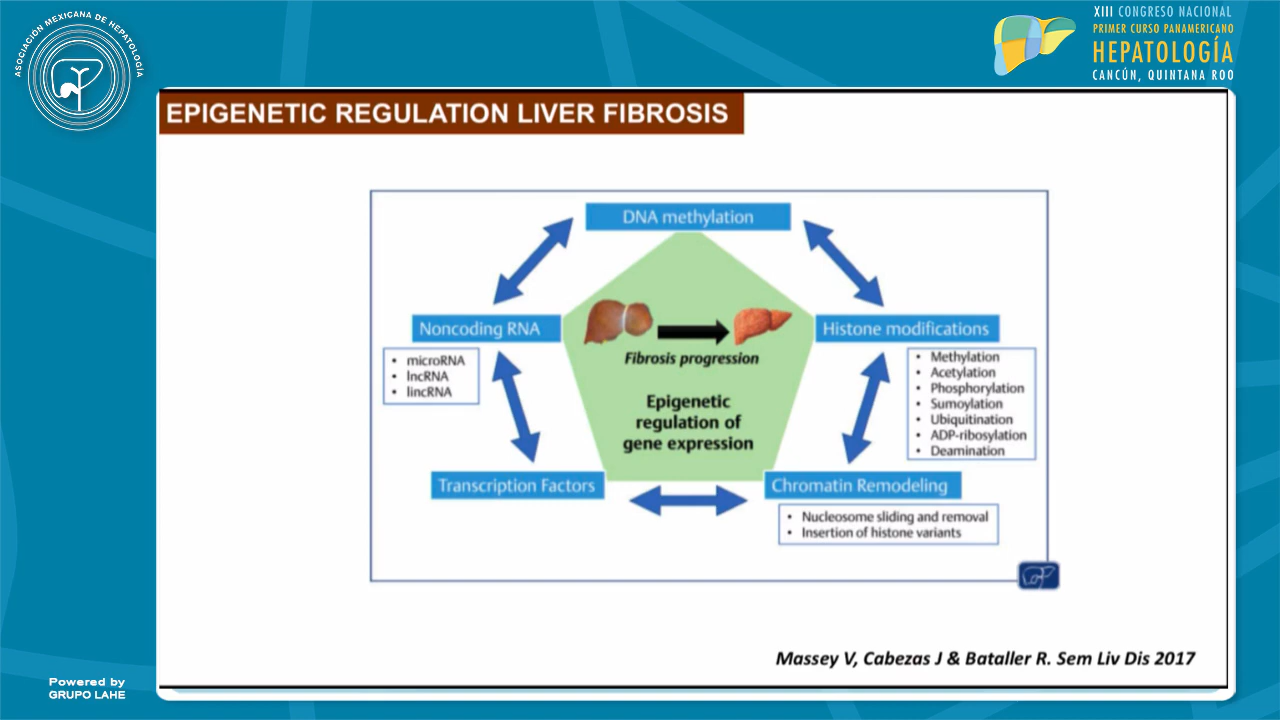 ASOCIACIÓN MEXICANA DE HEPATOLOGÍA
XIII CONGRESO NACIONAL
PRIMER CURSO PANAMERICANO
HEPATOLOGÍA
CANCÚN, QUINTANA ROO
EPIGENETIC REGULATION LIVER FIBROSIS
DNA methylation
Noncoding RNA
• microRNA
• lncRNA
• lincRNA
Histone modifications
• Methylation
• Acetylation
• Phosphorylation
• Sumoylation
• Ubiquitination
• ADP-ribosylation
• Deamination
Fibrosis progression
Epigenetic
regulation of
gene expression
Transcription Factors
Chromatin Remodeling
• Nucleosome sliding and removal
• Insertion of histone variants
Massey V, Cabezas J & Bataller R. Sem Liv Dis 2017
Powered by
GRUPO LAHE